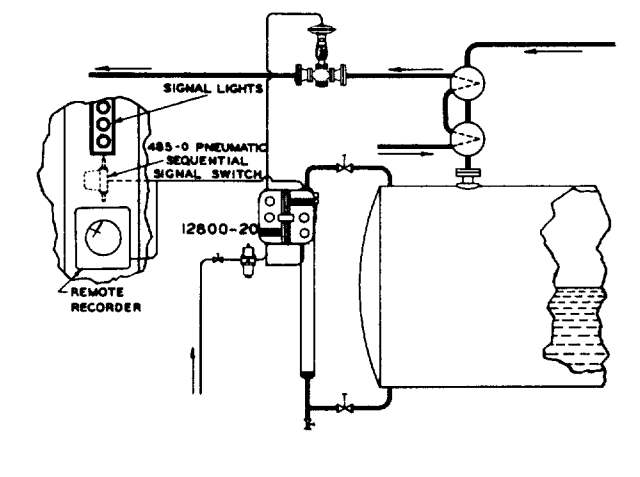 SIGNAL LIGHTS
485-0 PNEUMATIC
SEQUENTIAL
SIGNAL SWITCH
12800-20
REMOTE
RECORDER